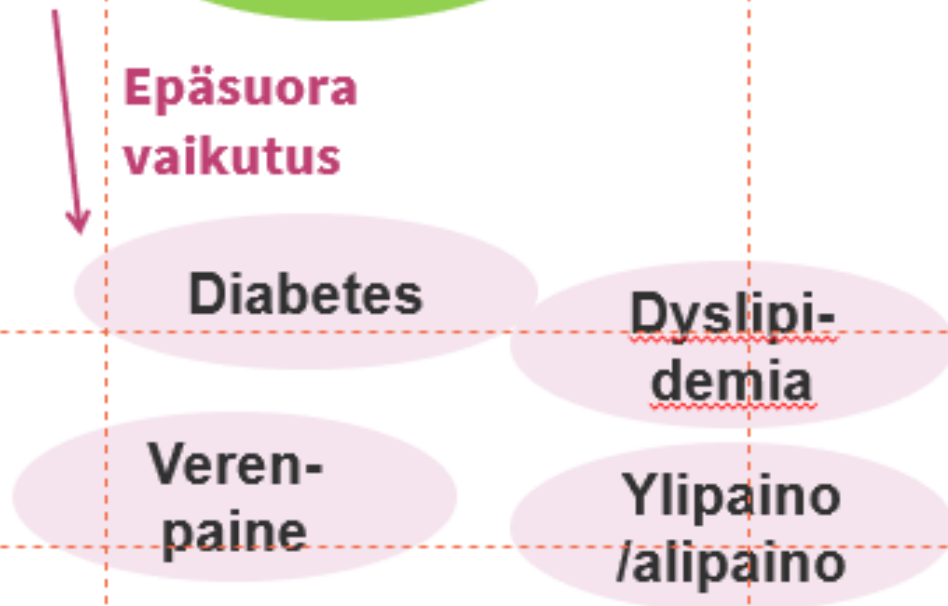 Epäsuora
vaikutus
Diabetes
Dyslipi-
demia
Veren-
paine
Ylipaino
/alipaino